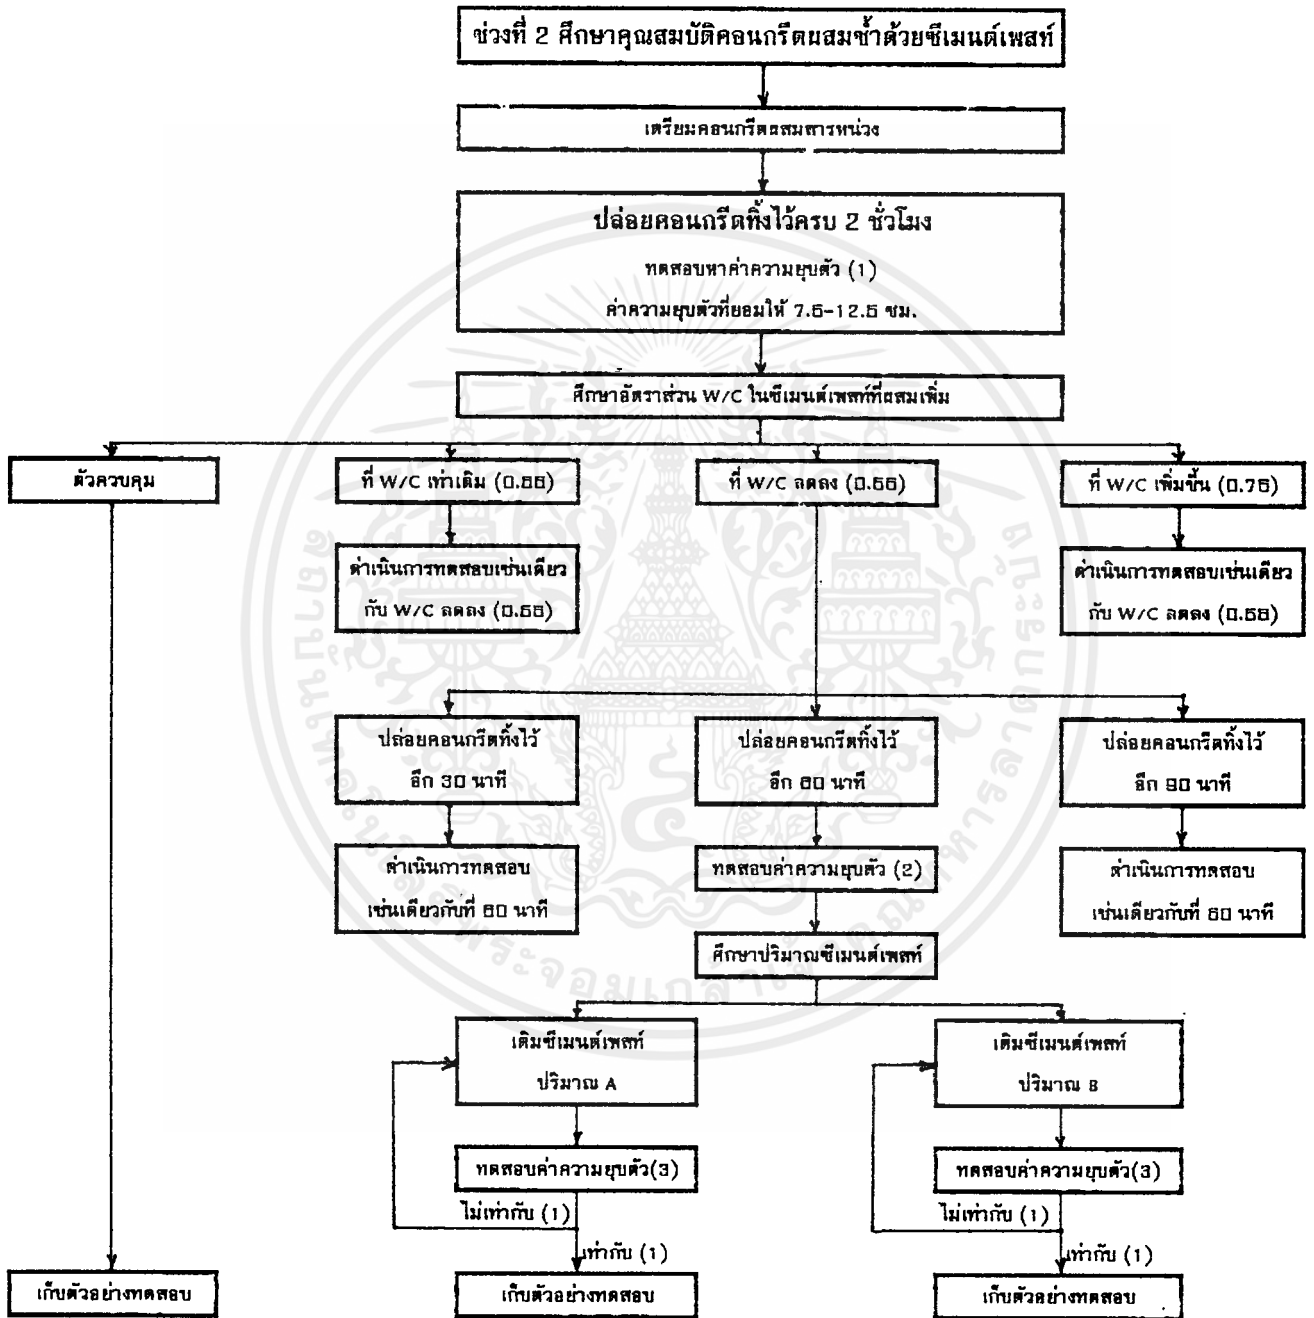 ช่วงที่ 2 ศึกษาคุณสมบัติคอนกรีตผสมซ้ำด้วยซีเมนต์เพสท์
เตรียมคอนกรีตผสมสารหน่วง
ปล่อยคอนกรีตทิ้งไว้ครบ 2 ชั่วโมง
ทดสอบหาค่าความยุบตัว (1)
ค่าความยุบตัวที่ยอมให้ 7.5-12.5 ซม.
ศึกษาอัตราส่วน W/C ในซีเมนต์เพสท์ที่ผสมเพิ่ม
ตัวควบคุม
ที่ W/C เท่าเดิม (0.65)
ที่ W/C ลดลง (0.55)
ที่ W/C เพิ่มขึ้น (0.75)
ดำเนินการทดสอบเช่นเดียว
กับ W/C ลดลง (0.55)
ดำเนินการทดสอบเช่นเดียว
กับ W/C ลดลง (0.55)
ปล่อยคอนกรีตทิ้งไว้
อีก 30 นาที
ปล่อยคอนกรีตทิ้งไว้
อีก 60 นาที
ปล่อยคอนกรีตทิ้งไว้
อีก 90 นาที
ดำเนินการทดสอบ
เช่นเดียวกับที่ 60 นาที
ทดสอบค่าความยุบตัว (2)
ดำเนินการทดสอบ
เช่นเดียวกับที่ 60 นาที
ศึกษาปริมาณซีเมนต์เพสท์
เติมซีเมนต์เพสท์
ปริมาณ A
เติมซีเมนต์เพสท์
ปริมาณ B
ทดสอบค่าความยุบตัว(3)
ทดสอบค่าความยุบตัว(3)
ไม่เท่ากับ (1)
ไม่เท่ากับ (1)
เท่ากับ (1)
เท่ากับ (1)
เก็บตัวอย่างทดสอบ
เก็บตัวอย่างทดสอบ
เก็บตัวอย่างทดสอบ